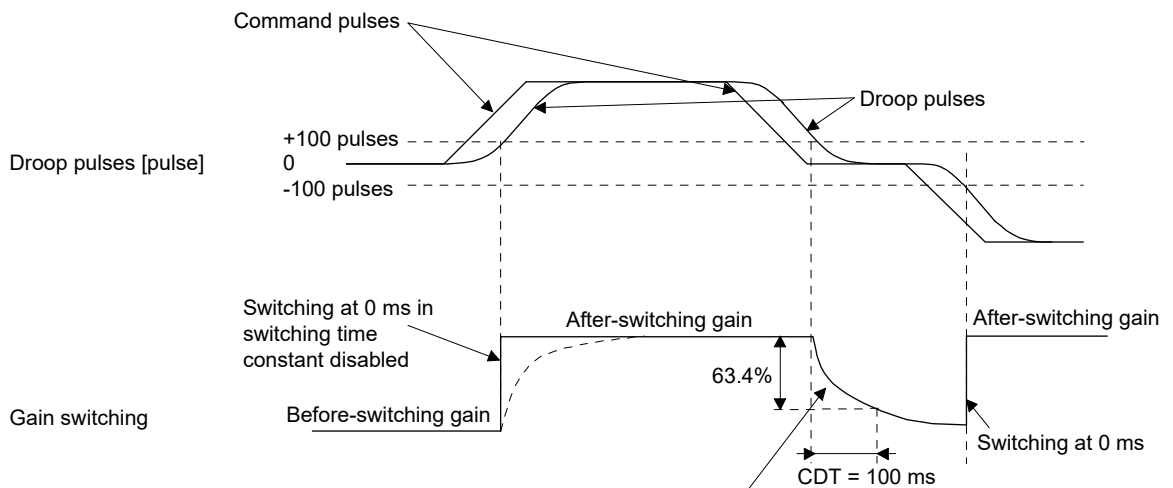 Command pulses
Droop pulses
+100 pulses
Droop pulses [pulse]
0
-100 pulses
Switching at 0 ms in
switching time
constant disabled
After-switching gain
After-switching gain
63.4%
Before-switching gain
Gain switching
Switching at 0 ms
CDT = 100 ms